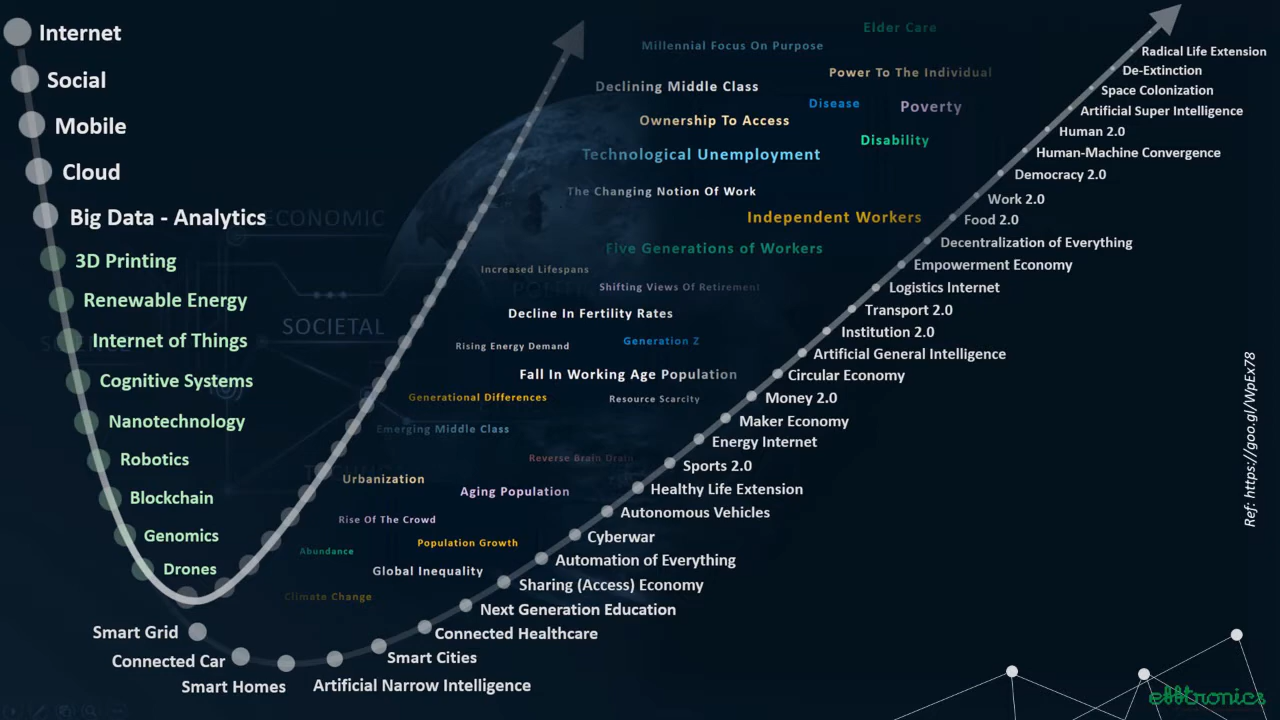 Internet
Social
Mobile
Cloud
Big Data - Analytics
3D Printing
Renewable Energy
Internet of Things
Cognitive Systems
Nanotechnology
Robotics
Blockchain
Genomics
Drones
Smart Grid
Connected Car
Smart Homes
Artificial Narrow Intelligence
Smart Cities
Connected Healthcare
Next Generation Education
Sharing (Access) Economy
Automation of Everything
Cyberwar
Autonomous Vehicles
Healthy Life Extension
Sports 2.0
Energy Internet
Maker Economy
Money 2.0
Circular Economy
Artificial General Intelligence
Institution 2.0
Transport 2.0
Logistics Internet
Empowerment Economy
Decentralization of Everything
Food 2.0
Work 2.0
Democracy 2.0
Human-Machine Convergence
Human 2.0
Artificial Super Intelligence
Space Colonization
De-Extinction
Radical Life Extension
Elder Care
Millennial Focus On Purpose
Power To The Individual
Declining Middle Class
Disease
Poverty
Ownership To Access
Disability
Technological Unemployment
The Changing Notion Of Work
Independent Workers
Five Generations of Workers
Increased Lifespans
Shifting Views Of Retirement
Decline In Fertility Rates
Rising Energy Demand
Generation Z
Fall In Working Age Population
Generational Differences
Resource Scarcity
Emerging Middle Class
Reverse Brain Drain
Urbanization
Aging Population
Rise Of The Crowd
Population Growth
Abundance
Global Inequality
Climate Change
ECONOMIC
SOCIETAL
Ref: https://goo.gl/WpEx78
efftronics